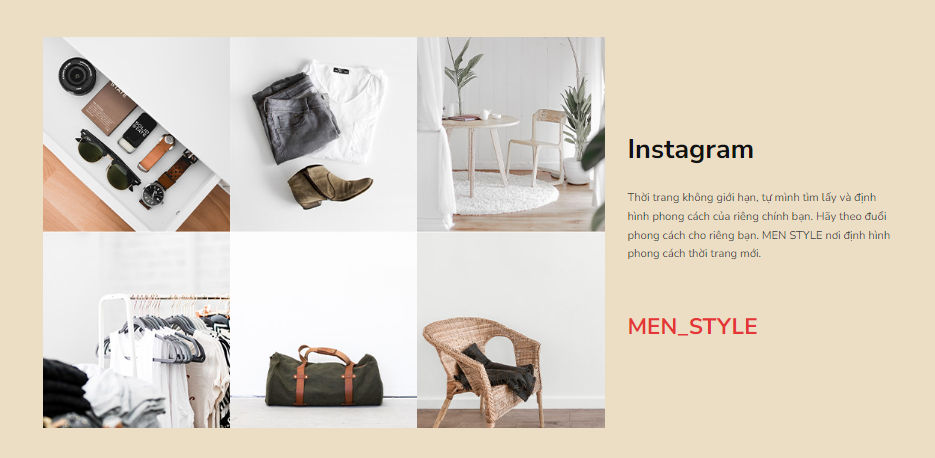 Instagram
Thời trang không giới hạn, tự mình tìm lấy và định
hình phong cách của riêng chính bạn. Hãy theo đuổi
phong cách cho riêng bạn. MEN STYLE nơi định hình
phong cách thời trang mới.
MEN_STYLE